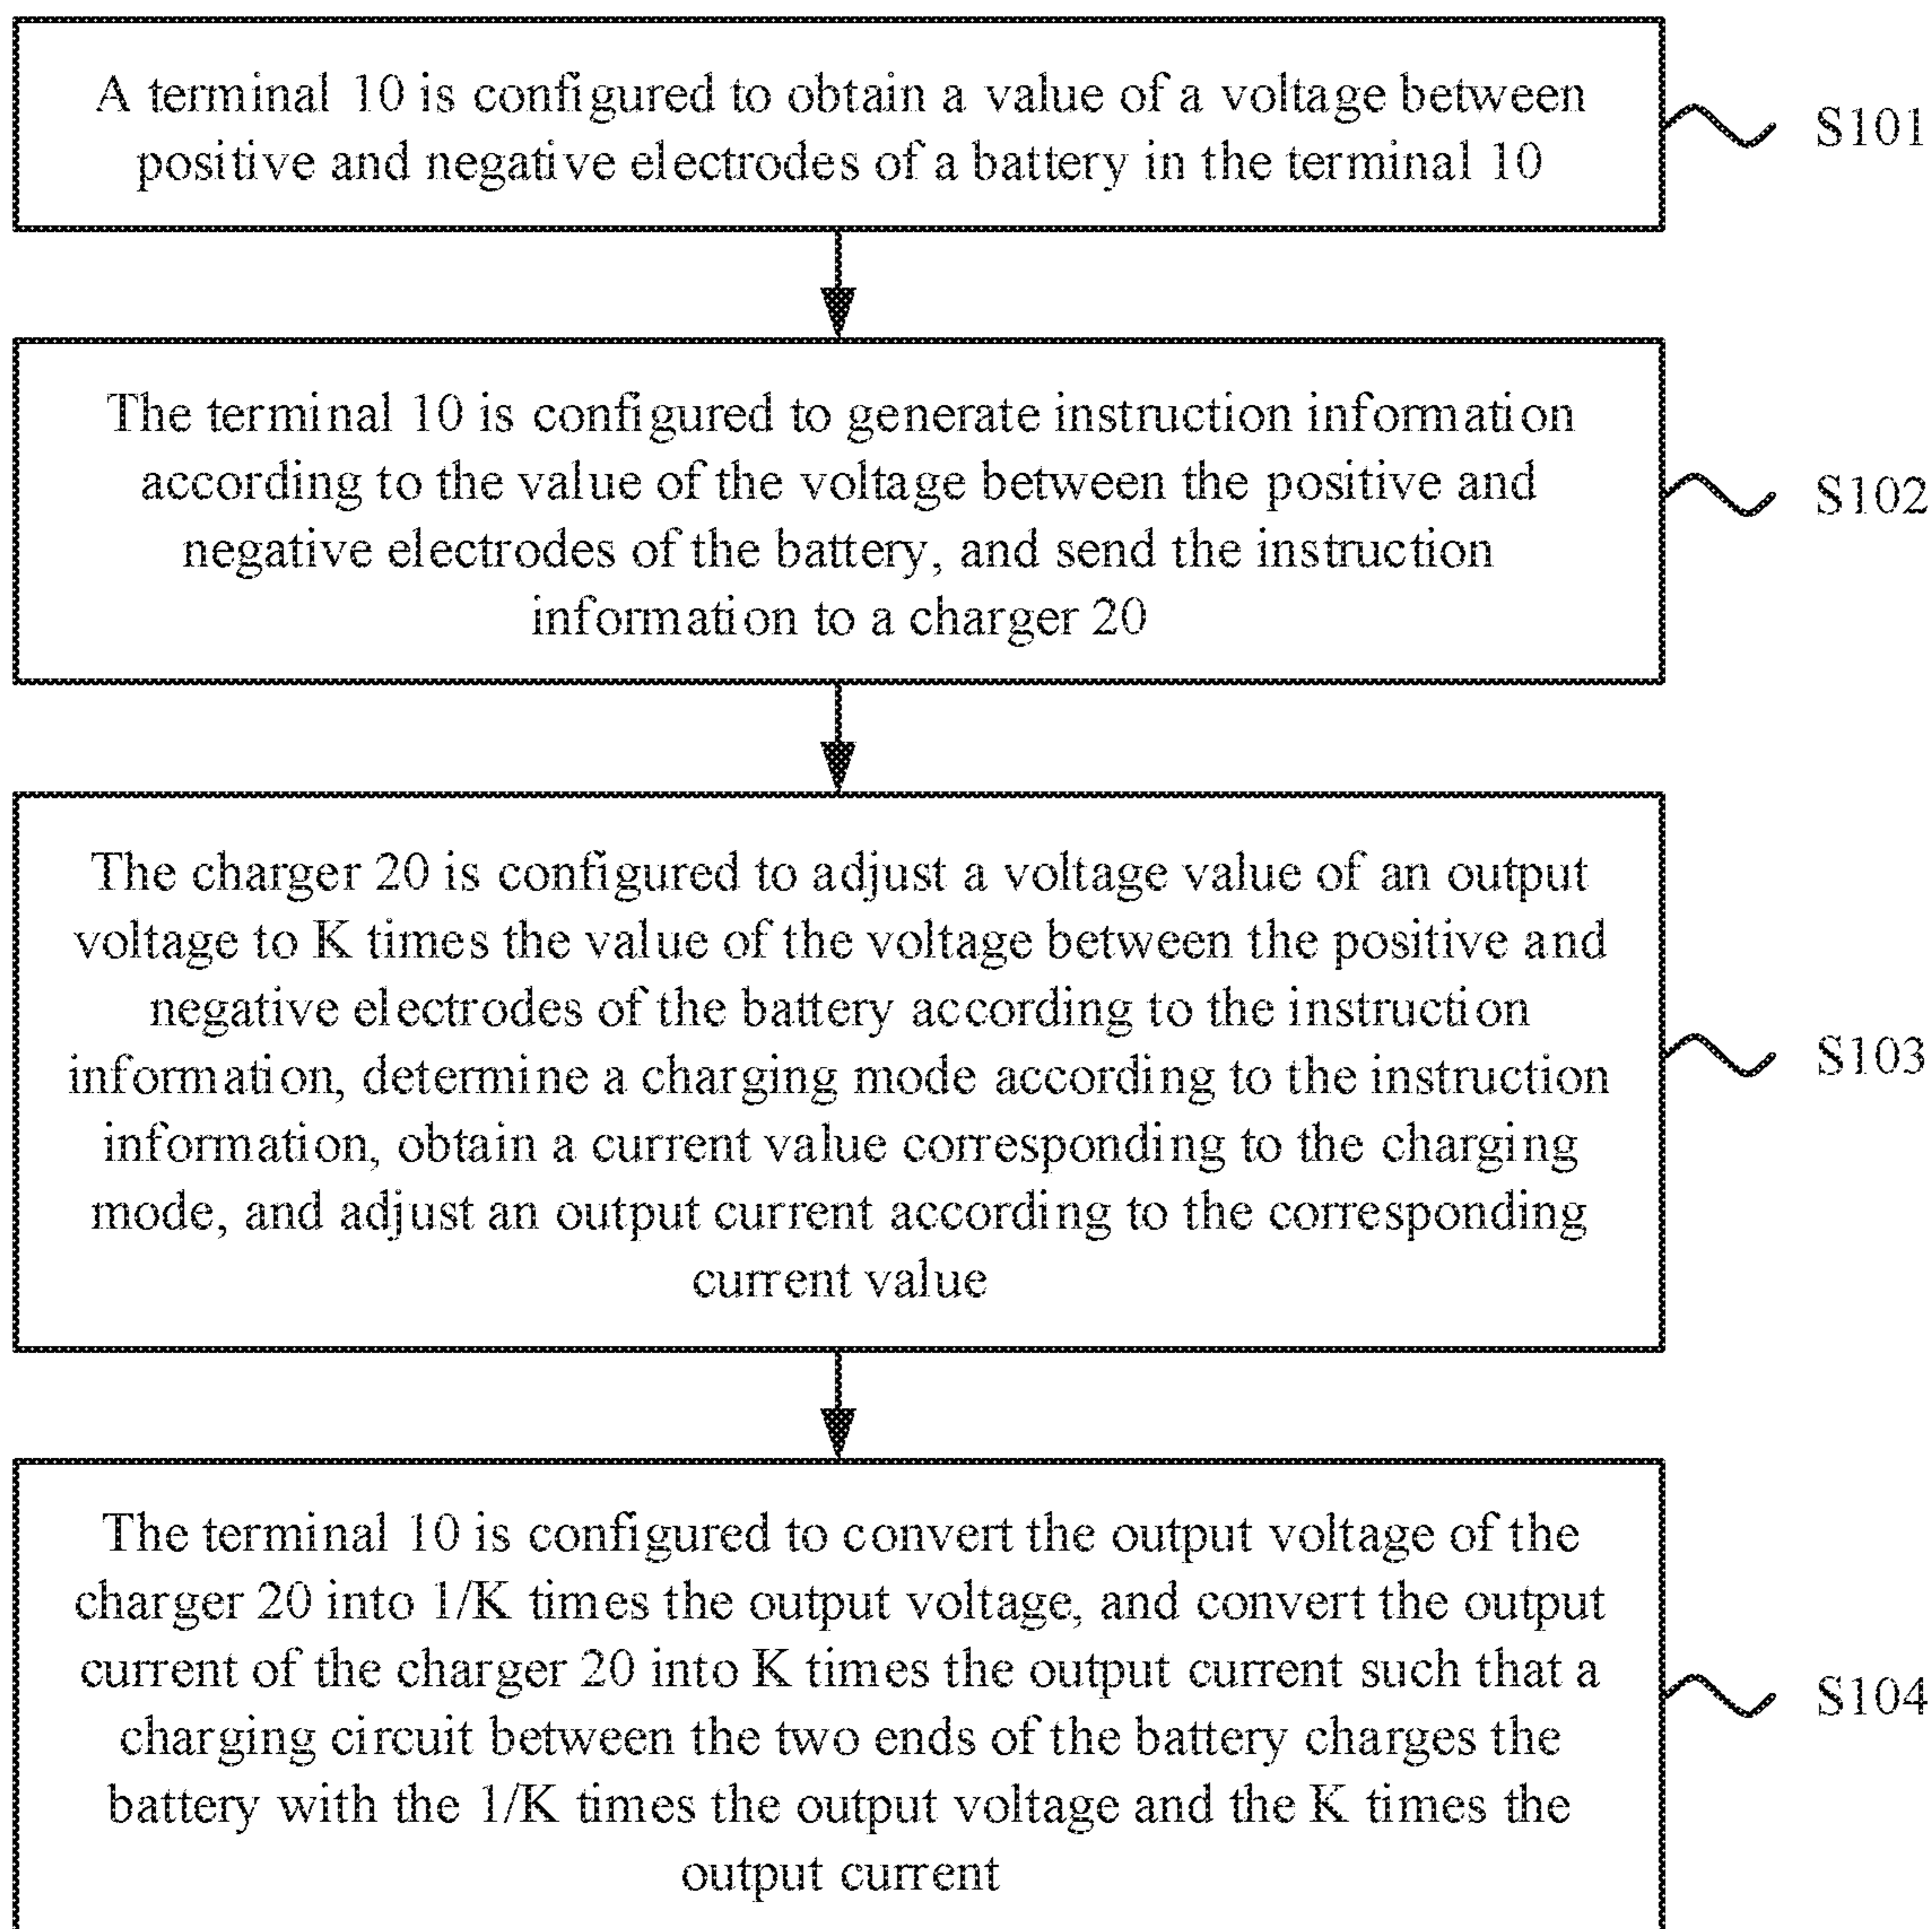 A terminal 10 is configured to obtain a value of a voltage between
positive and negative electrodes of a battery in the terminal 10
S101
The terminal 10 is configured to generate instruction information
according to the value of the voltage between the positive and
negative electrodes of the battery, and send the instruction
information to a charger 20
S102
The charger 20 is configured to adjust a voltage value of an output
voltage to K times the value of the voltage between the positive and
negative electrodes of the battery according to the instruction
information, determine a charging mode according to the instruction
information, obtain a current value corresponding to the charging
mode, and adjust an output current according to the corresponding
current value
S103
The terminal 10 is configured to convert the output voltage of the
charger 20 into 1/K times the output voltage, and convert the output
current of the charger 20 into K times the output current such that a
charging circuit between the two ends of the battery charges the
battery with the 1/K times the output voltage and the K times the
output current
S104